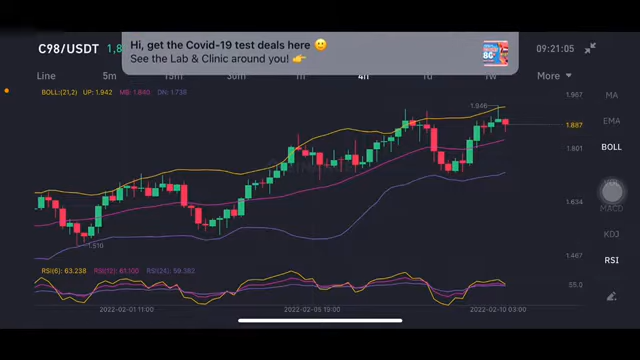 Hi, get the Covid-19 test deals here
See the Lab & Clinic around you!
C98/USDT 1,8
09:21:05
Line 5m 15m 30m 1h 4h 1d 1W More
BOLL:(21,2) UP: 1.942 MB: 1.840 DN: 1.738
1.967
1.946
1.887
1.801
1.634
1.510
1.467
MA
EMA
BOLL
MACD
KDJ
RSI
RSI(6): 63.238 RSI(12): 61.100 RSI(24): 59.382
55.0
2022-02-01 11:00 2022-02-05 19:00 2022-02-10 03:00